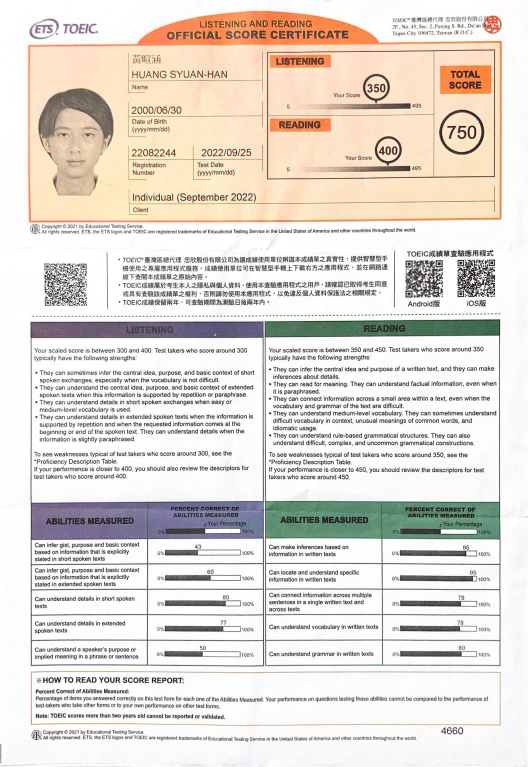 ETS TOEIC.
LISTENING AND READING
OFFICIAL SCORE CERTIFICATE
TOEIC® 臺灣區總代理 忠欣股份有限公司
2F., No. 45, Sec. 2, Fuxing S. Rd., Da'an
Taipei City 106472, Taiwan (R.O.C.)
黃暄涵
HUANG SYUAN-HAN
Name
2000/06/30
Date of Birth
(yyyy/mm/dd)
22082244 2022/09/25
Registration Test Date
Number (yyyy/mm/dd)
Individual (September 2022)
Client
LISTENING
Your Score 350
5 495
READING
Your Score 400
5 495
TOTAL
SCORE
750
Copyright © 2021 by Educational Testing Service.
All rights reserved. ETS, the ETS logos and TOEIC are registered trademarks of Educational Testing Service in the United States of America and other countries throughout the world.
・TOEIC® 臺灣區總代理 忠欣股份有限公司為讓成績使用單位辨識本成績單之真實性,提供智慧型手
機使用之專屬應用程式服務。成績使用單位可在智慧型手機上下載右方之應用程式,並在網路連
線下查閱本成績單之原始內容。
・TOEIC成績屬於考生本人之隱私與個人資料,使用本查驗應用程式之用戶,請確認已取得考生同意
或具有查驗該成績單之權利,否則請勿使用本應用程式,以免違反個人資料保護法之相關規定。
・TOEIC成績保留兩年,可查驗期間為測驗日後兩年內。
TOEIC成績單查驗應用程式
Android版 iOS版
LISTENING
Your scaled score is between 300 and 400. Test takers who score around 300
typically have the following strengths:
• They can sometimes infer the central idea, purpose, and basic context of short
spoken exchanges, especially when the vocabulary is not difficult.
• They can understand the central idea, purpose, and basic context of extended
spoken texts when this information is supported by repetition or paraphrase.
• They can understand details in short spoken exchanges when easy or
medium-level vocabulary is used.
• They can understand details in extended spoken texts when the information is
supported by repetition and when the requested information comes at the
beginning or end of the spoken text. They can understand details when the
information is slightly paraphrased.
To see weaknesses typical of test takers who score around 300, see the
"Proficiency Description Table.
If your performance is closer to 400, you should also review the descriptors for
test takers who score around 400.
READING
Your scaled score is between 350 and 450. Test takers who score around 350
typically have the following strengths:
• They can infer the central idea and purpose of a written text, and they can make
inferences about details.
• They can read for meaning. They can understand factual information, even when
it is paraphrased.
• They can connect information across a small area within a text, even when the
vocabulary and grammar of the text are difficult.
• They can understand medium-level vocabulary. They can sometimes understand
difficult vocabulary in context, unusual meanings of common words, and
idiomatic usage.
• They can understand rule-based grammatical structures. They can also
understand difficult, complex, and uncommon grammatical constructions.
To see weaknesses typical of test takers who score around 350, see the
"Proficiency Description Table.
If your performance is closer to 450, you should review the descriptors for test
takers who score around 450.
ABILITIES MEASURED
PERCENT CORRECT OF
ABILITIES MEASURED
Your Percentage
0% 100%
Can infer gist, purpose and basic context
based on information that is explicitly
stated in short spoken texts
43
0% 100%
Can infer gist, purpose and basic context
based on information that is explicitly
stated in extended spoken texts
60
0% 100%
Can understand details in short spoken
texts
80
0% 100%
Can understand details in extended
spoken texts
77
0% 100%
Can understand a speaker's purpose or
implied meaning in a phrase or sentence
50
0% 100%
ABILITIES MEASURED
PERCENT CORRECT OF
ABILITIES MEASURED
Your Percentage
0% 100%
Can make inferences based on
information in written texts
0% 100%
Can locate and understand specific
information in written texts
95
0% 100%
Can connect information across multiple
sentences in a single written text and
across texts
79
0% 100%
Can understand vocabulary in written texts
0% 100%
Can understand grammar in written texts
80
0% 100%
※HOW TO READ YOUR SCORE REPORT:
Percent Correct of Abilities Measured:
Percentage of items you answered correctly on this test form for each one of the Abilities Measured. Your performance on questions testing these abilities cannot be compared to the performance of
test-takers who take other forms or to your own performance on other test forms.
Note: TOEIC scores more than two years old cannot be reported or validated.
Copyright © 2021 by Educational Testing Service
All rights reserved. ETS, the ETS logos and TOEIC are registered trademarks of Educational Testing Service in the United States of America and other countries throughout the world.
4660